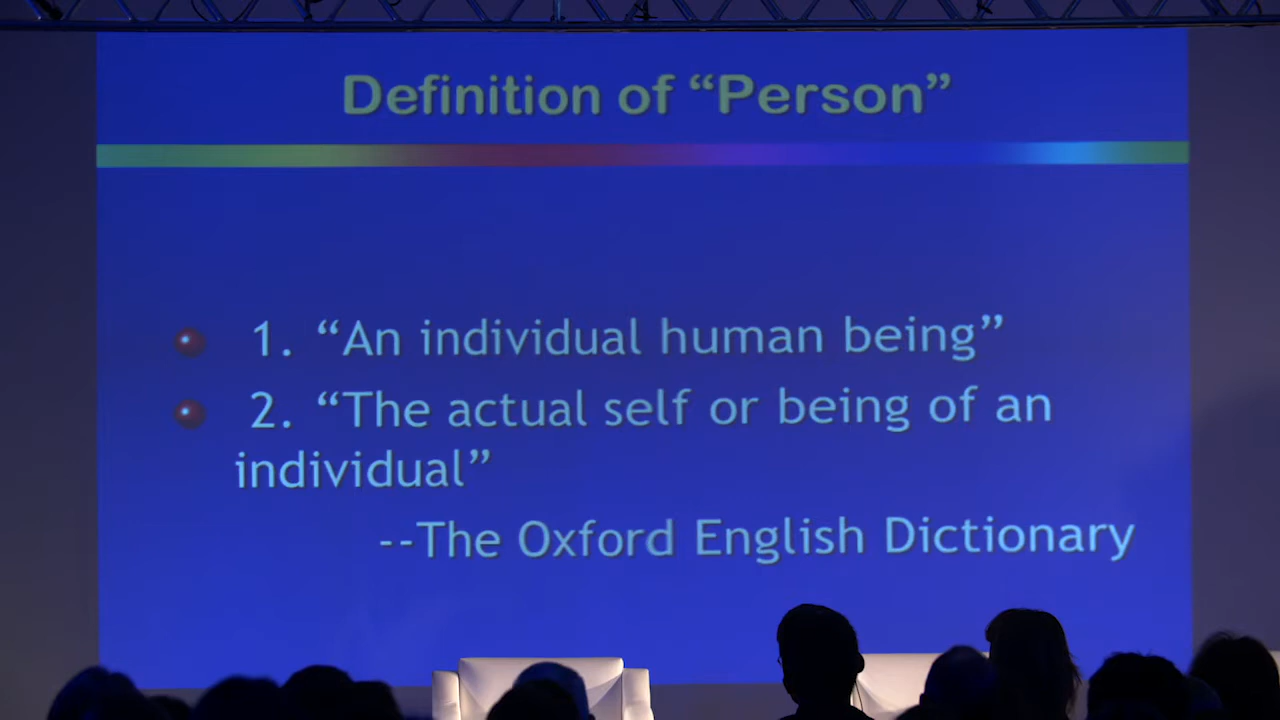 Definition of “Person”
1. “An individual human being”
2. “The actual self or being of an
individual”
--The Oxford English Dictionary